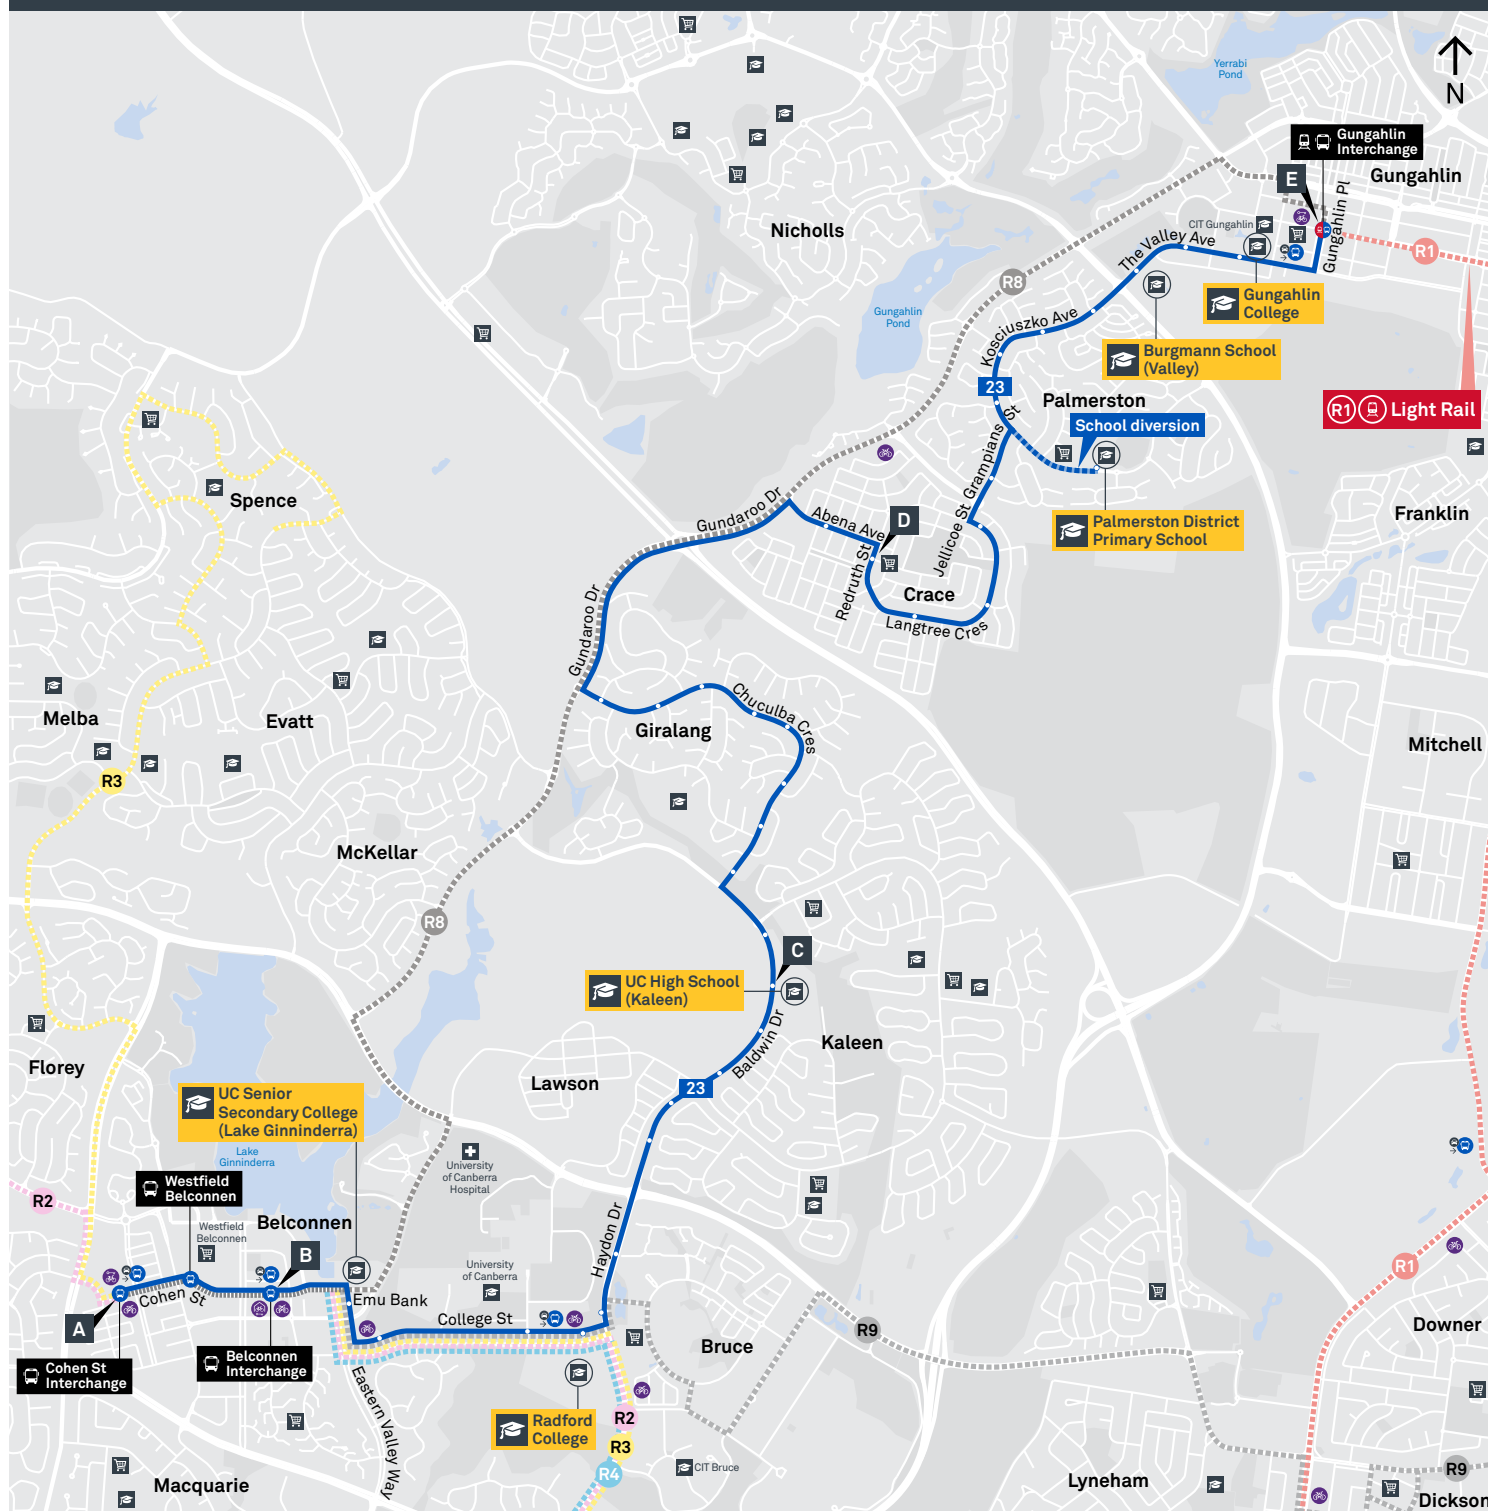 N
Yerrabi
Pond
Gungahlin
Interchange
Gungahlin
E
Nicholls
CIT Gungahlin
Gungahlin Pl
The Valley Ave
R1
R8
Gungahlin
College
Gungahlin
Pond
Kosciuszko Ave
Burgmann School
(Valley)
23
Palmerston
R1 Light Rail
School diversion
Grampians St
Spence
Gundaroo Dr
Abena Ave
D
Palmerston District
Primary School
Franklin
Jellicoe St
Redruth St
Crace
Langtree Cres
Gundaroo Dr
Melba
Evatt
Giralang
Chuculba Cres
Mitchell
R3
McKellar
R8
C
UC High School
(Kaleen)
Kaleen
Baldwin Dr
Florey
Lawson
23
UC Senior
Secondary College
(Lake Ginninderra)
Lake
Ginninderra
University
of Canberra
Hospital
Westfield
Belconnen
R2
Belconnen
Westfield
Belconnen
B
Haydon Dr
University
of Canberra
R1
Cohen St
Emu Bank
College St
A
Bruce
R9
Downer
Cohen St
Interchange
Belconnen
Interchange
Eastern Valley Way
Radford
College
R2
R3
R4
CIT Bruce
Macquarie
Lyneham
R9
Dickson